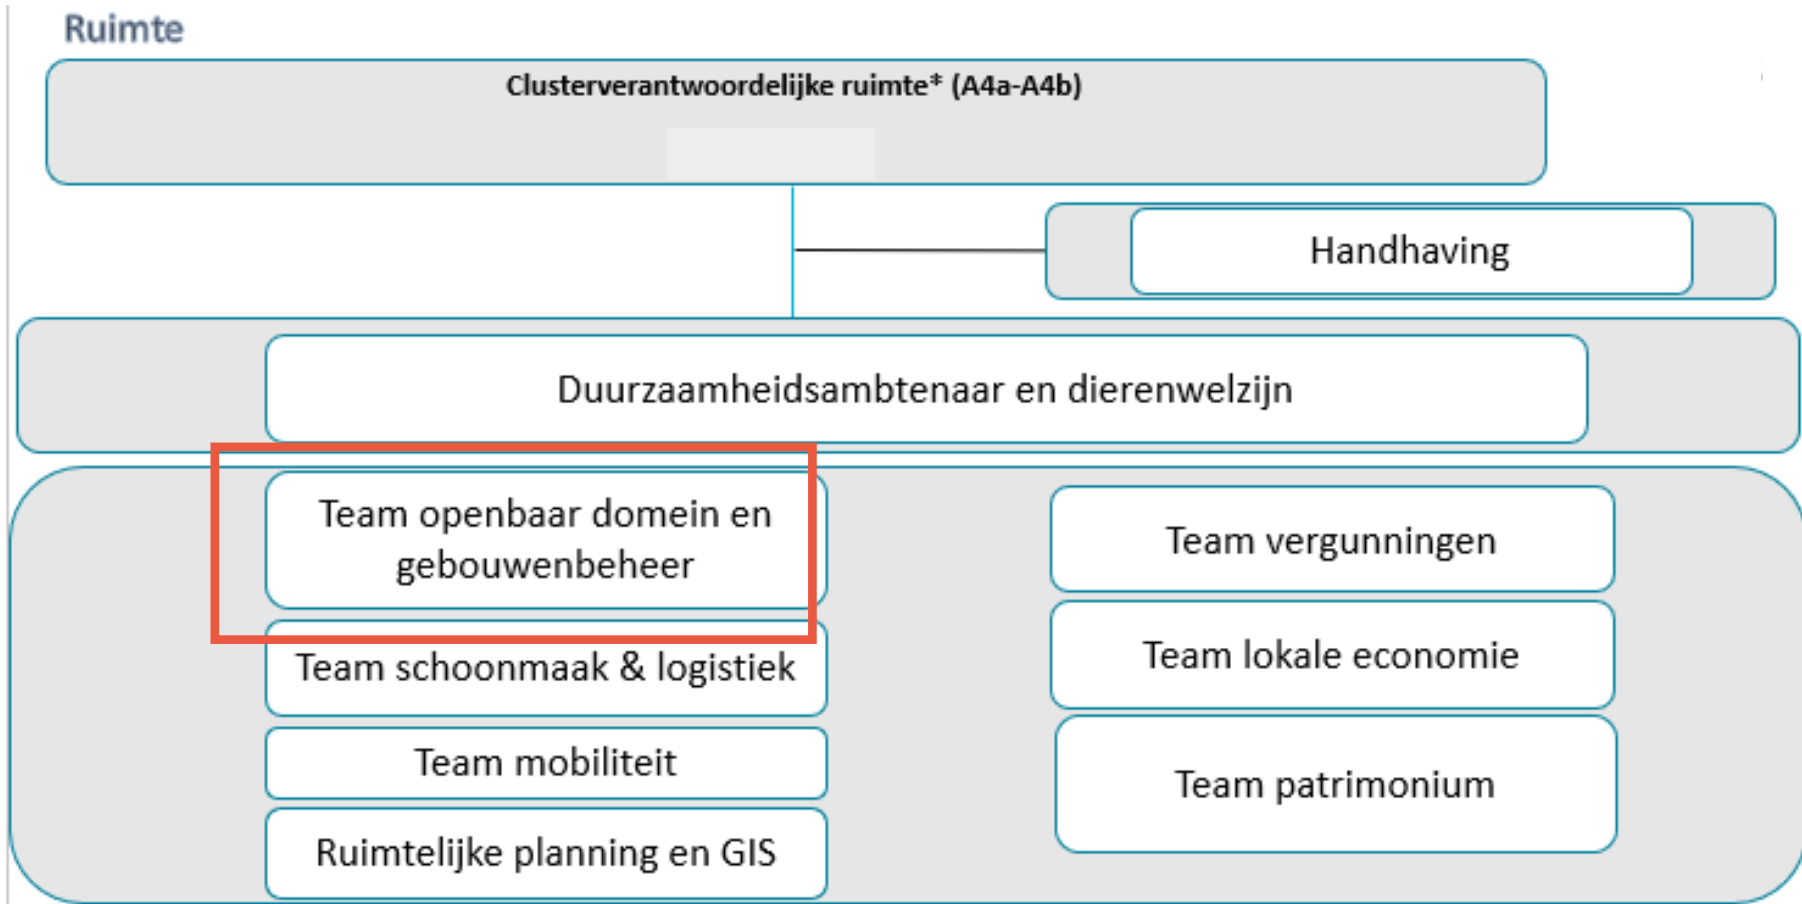 Ruimte
Clusterverantwoordelijke ruimte* (A4a-A4b)
Handhaving
Duurzaamheidsambtenaar en dierenwelzijn
Team openbaar domein en
gebouwenbeheer
Team schoonmaak & logistiek
Team mobiliteit
Ruimtelijke planning en GIS
Team vergunningen
Team lokale economie
Team patrimonium